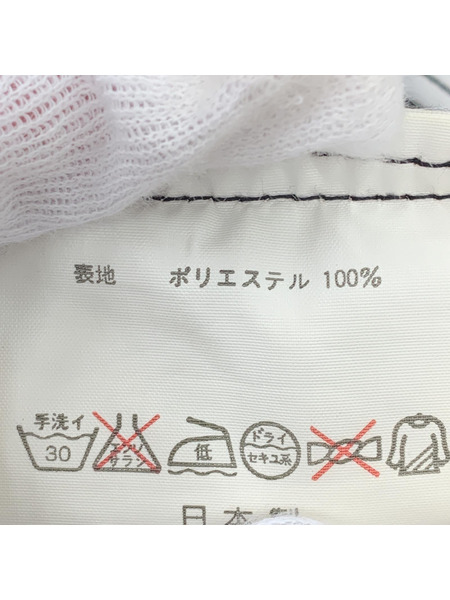 表地 ポリエステル 100%
手洗イ 30 エンソ サラシ 低 ドライ セキユ系
日本製